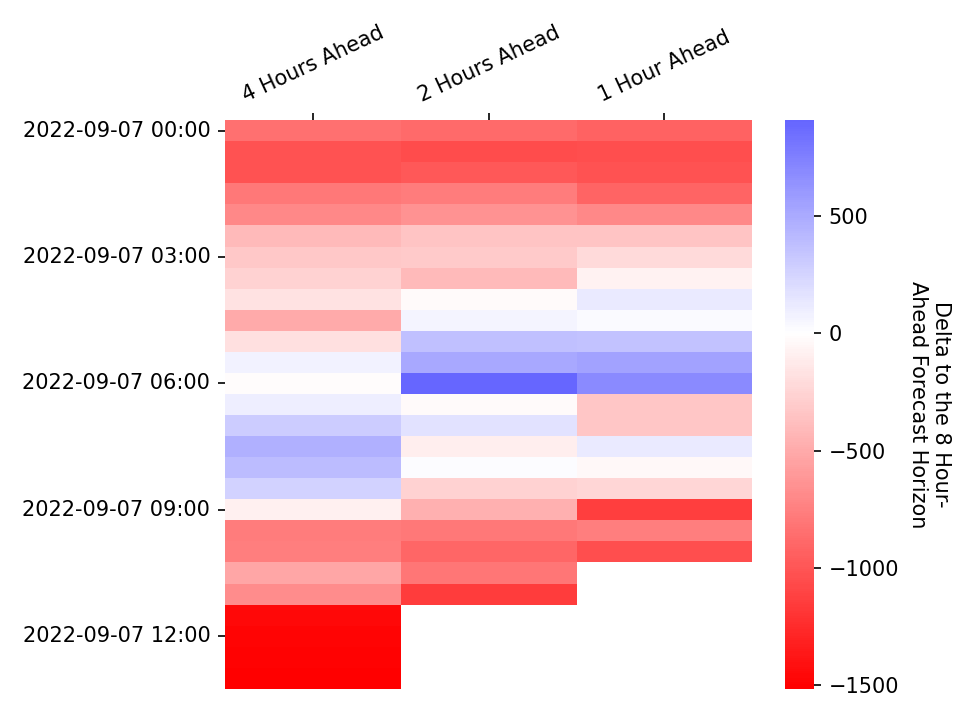 4 Hours Ahead
2 Hours Ahead
1 Hour Ahead
2022-09-07 00:00
2022-09-07 03:00
2022-09-07 06:00
2022-09-07 09:00
2022-09-07 12:00
500
0
−500
−1000
−1500
Delta to the 8 Hour-
Ahead Forecast Horizon